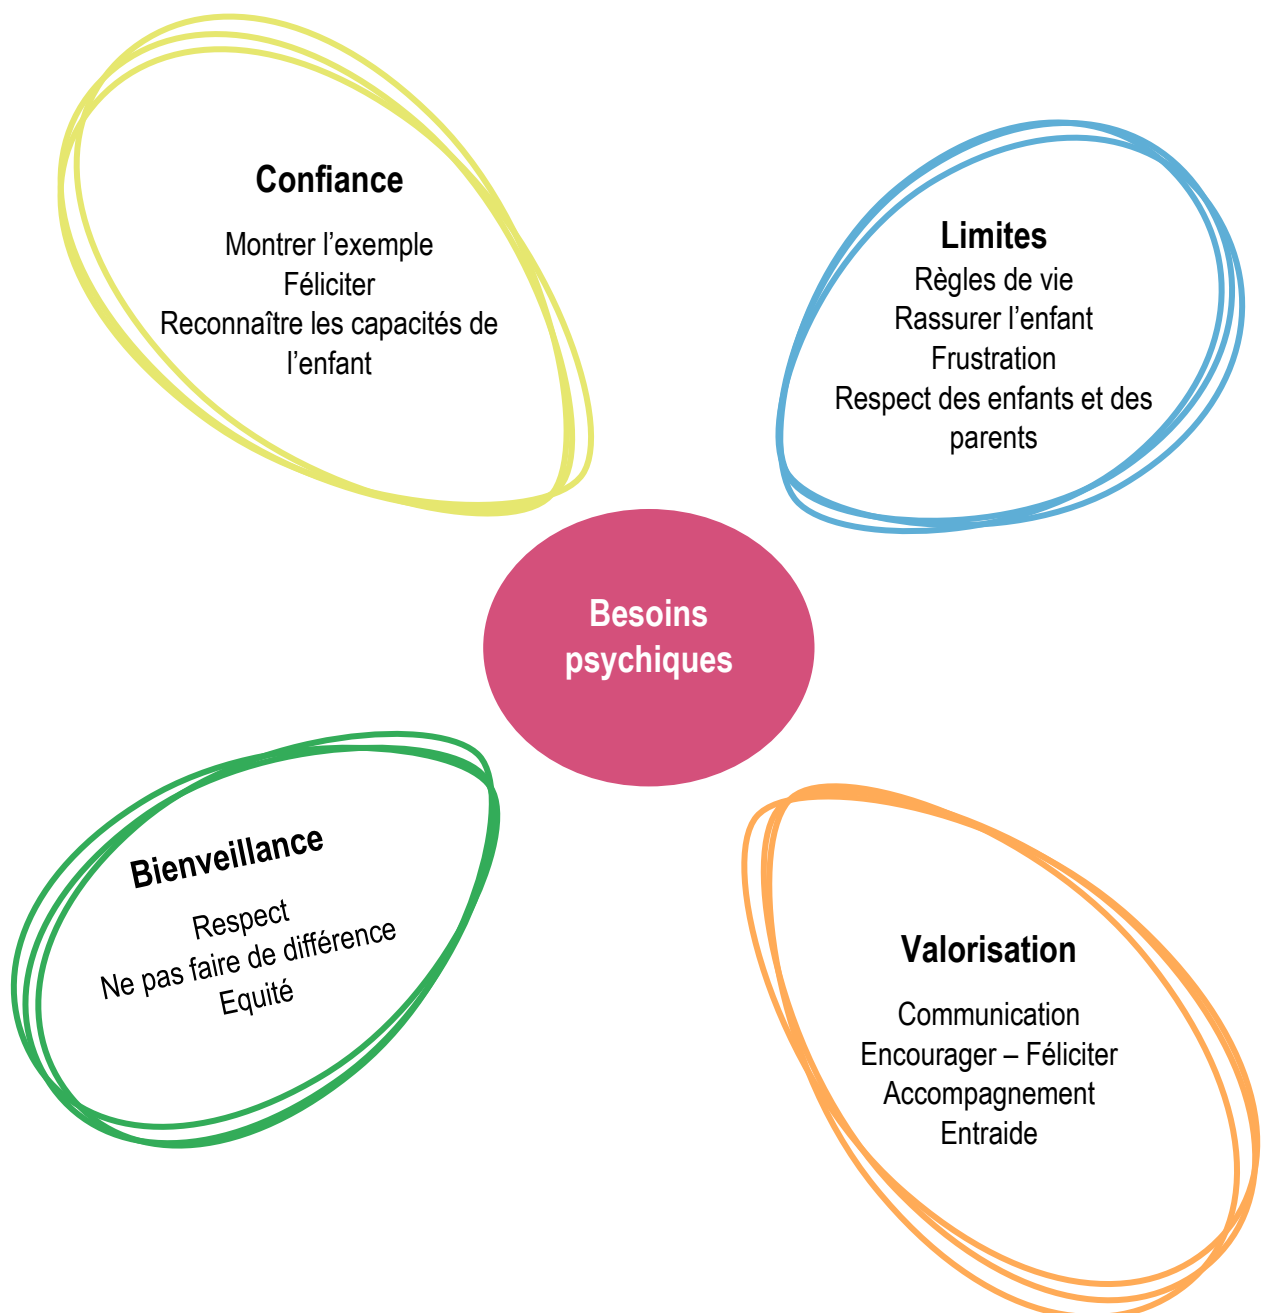 Confiance
Montrer l’exemple
Féliciter
Reconnaître les capacités de
l’enfant
Limites
Règles de vie
Rassurer l’enfant
Frustration
Respect des enfants et des
parents
Besoins
psychiques
Bienveillance
Respect
Ne pas faire de différence
Equité
Valorisation
Communication
Encourager – Féliciter
Accompagnement
Entraide